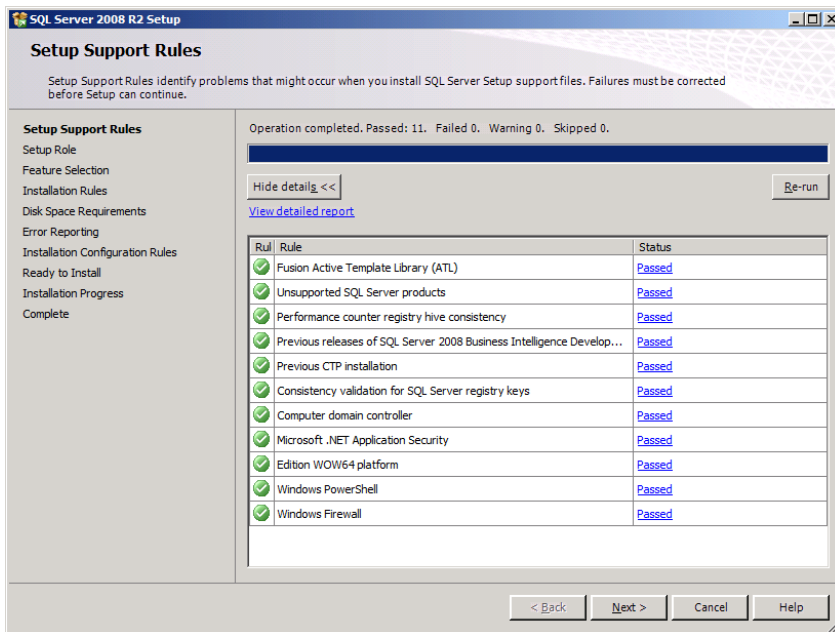 SQL Server 2008 R2 Setup
Setup Support Rules
Setup Support Rules identify problems that might occur when you install SQL Server Setup support files. Failures must be corrected
before Setup can continue.
Setup Support Rules
Setup Role
Feature Selection
Installation Rules
Disk Space Requirements
Error Reporting
Installation Configuration Rules
Ready to Install
Installation Progress
Complete
Operation completed. Passed: 11. Failed 0. Warning 0. Skipped 0.
Hide details <<
Re-run
View detailed report
Rul Rule Status
Fusion Active Template Library (ATL) Passed
Unsupported SQL Server products Passed
Performance counter registry hive consistency Passed
Previous releases of SQL Server 2008 Business Intelligence Develop... Passed
Previous CTP installation Passed
Consistency validation for SQL Server registry keys Passed
Computer domain controller Passed
Microsoft .NET Application Security Passed
Edition WOW64 platform Passed
Windows PowerShell Passed
Windows Firewall Passed
< Back Next > Cancel Help